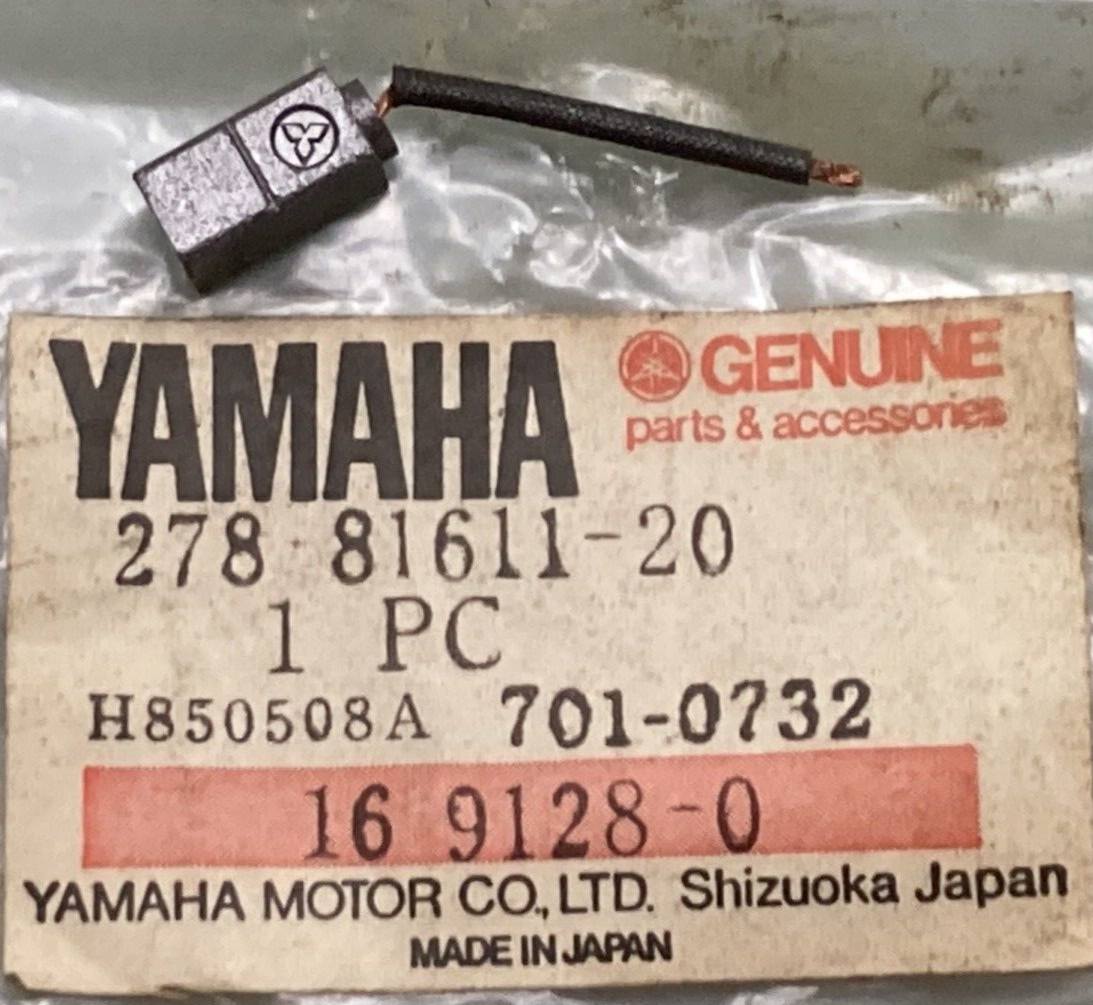 YAMAHA
GENUINE
parts & accessories
278 81611-20
1 PC
H850508A 701-0732
16 9128-0
YAMAHA MOTOR CO., LTD. Shizuoka Japan
MADE IN JAPAN